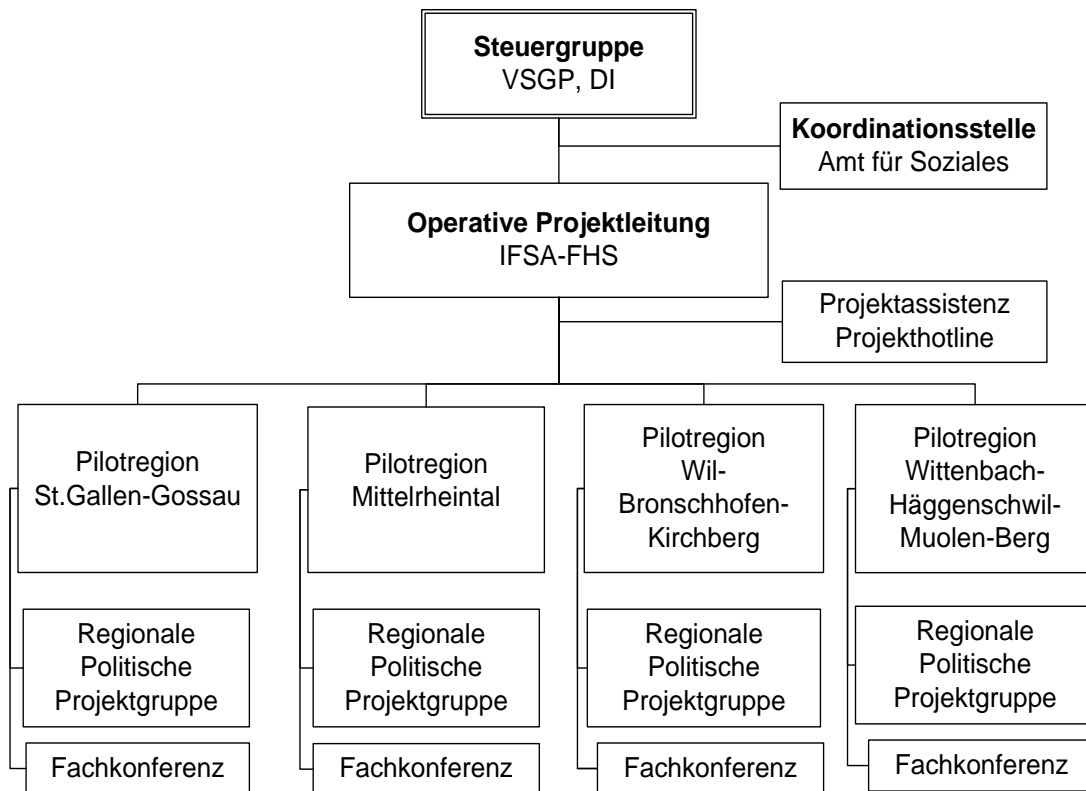 Steuergruppe
VSGP, DI
Koordinationsstelle
Amt für Soziales
Operative Projektleitung
IFSA-FHS
Projektassistenz
Projekthotline
Pilotregion
St.Gallen-Gossau
Pilotregion
Mittelrheintal
Pilotregion
Wil-
Bronschhofen-
Kirchberg
Pilotregion
Wittenbach-
Häggenschwil-
Muolen-Berg
Regionale
Politische
Projektgruppe
Regionale
Politische
Projektgruppe
Regionale
Politische
Projektgruppe
Regionale
Politische
Projektgruppe
Fachkonferenz
Fachkonferenz
Fachkonferenz
Fachkonferenz